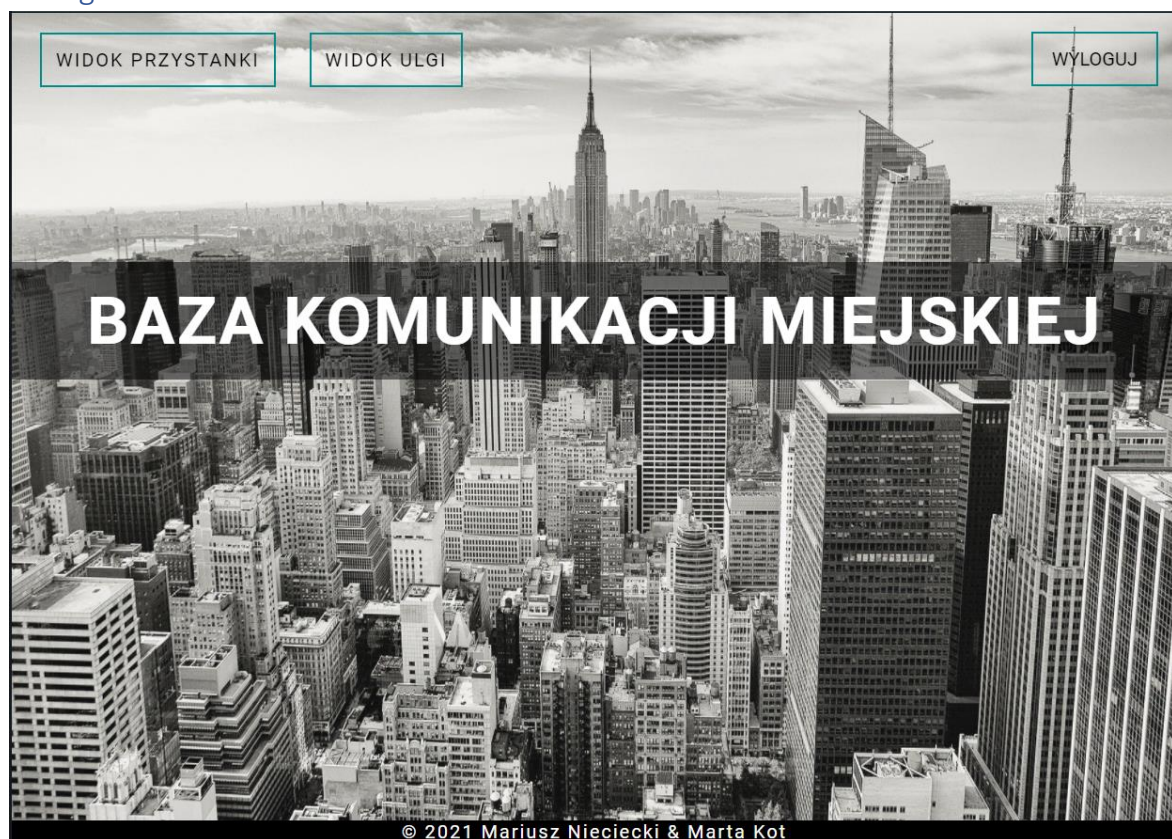 WIDOK PRZYSTANKI
WIDOK ULGI
WYLOGUJ
BAZA KOMUNIKACJI MIEJSKIEJ
© 2021 Mariusz Nieciecki & Marta Kot